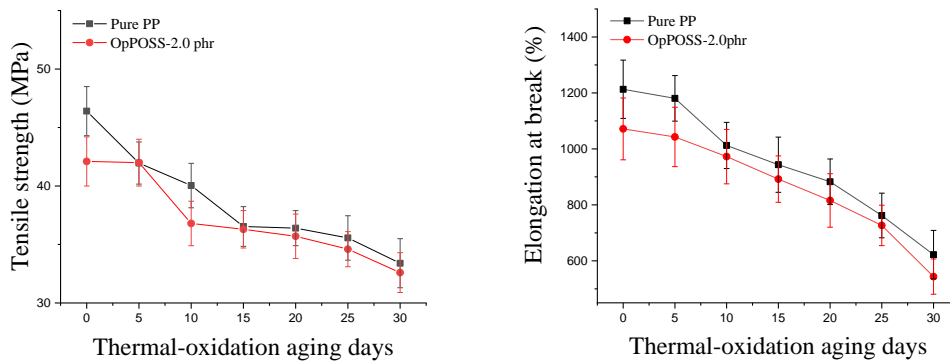 Pure PP
OpPOSS-2.0 phr
50
40
30
Tensile strength (MPa)
0 5 10 15 20 25 30
Thermal-oxidation aging days
Pure PP
OpPOSS-2.0phr
1400
1200
1000
800
600
Elongation at break (%)
0 5 10 15 20 25 30
Thermal-oxidation aging days